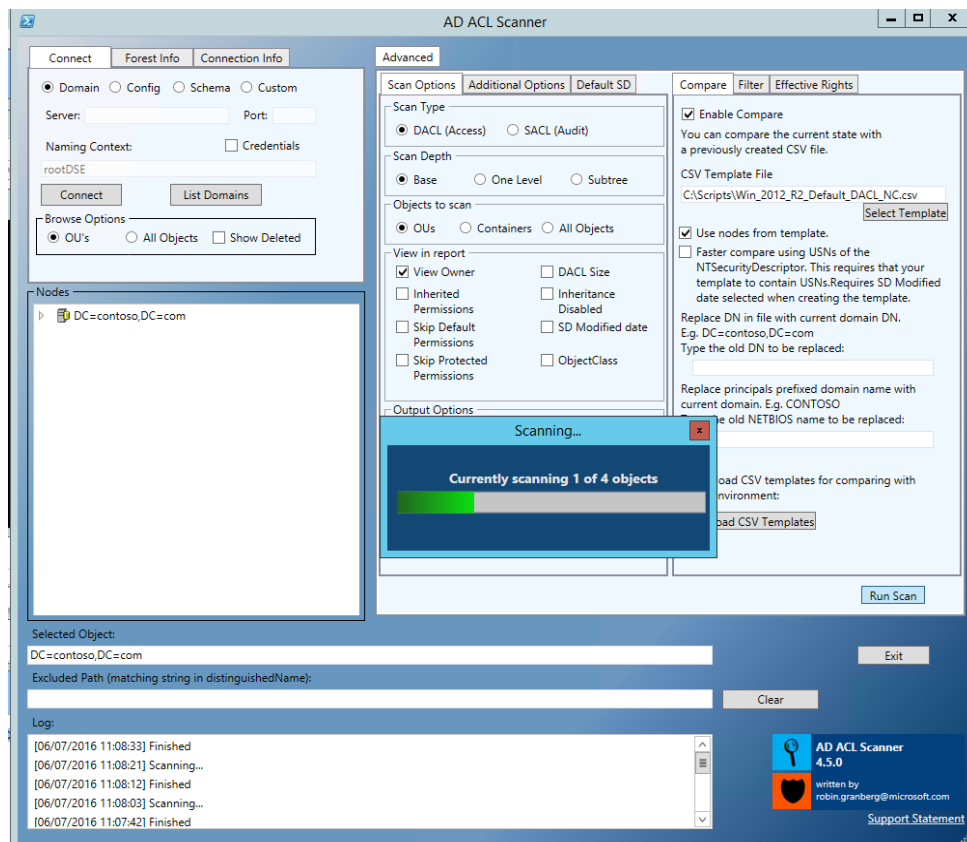 AD ACL Scanner
Connect
Forest Info
Connection Info
Domain
Config
Schema
Custom
Server:
Port:
Naming Context:
Credentials
rootDSE
Connect
List Domains
Browse Options
OU's
All Objects
Show Deleted
Nodes
DC=contoso,DC=com
Advanced
Scan Options
Additional Options
Default SD
Scan Type
DACL (Access)
SACL (Audit)
Scan Depth
Base
One Level
Subtree
Objects to scan
OUs
Containers
All Objects
View in report
View Owner
DACL Size
Inherited
Permissions
Inheritance
Disabled
Skip Default
Permissions
SD Modified date
Skip Protected
Permissions
ObjectClass
Output Options
Scanning...
x
Currently scanning 1 of 4 objects
Compare
Filter
Effective Rights
Enable Compare
You can compare the current state with
a previously created CSV file.
CSV Template File
C:\Scripts\Win_2012_R2_Default_DACL_NC.csv
Select Template
Use nodes from template.
Faster compare using USNs of the
NTSecurityDescriptor. This requires that your
template to contain USNs.Requires SD Modified
date selected when creating the template.
Replace DN in file with current domain DN.
E.g. DC=contoso,DC=com
Type the old DN to be replaced:
Replace principals prefixed domain name with
current domain. E.g. CONTOSO
old NETBIOS name to be replaced:
CSV templates for comparing with
CSV Templates
Run Scan
Selected Object:
DC=contoso,DC=com
Exit
Excluded Path (matching string in distinguishedName):
Clear
Log:
[06/07/2016 11:08:33] Finished
[06/07/2016 11:08:21] Scanning...
[06/07/2016 11:08:12] Finished
[06/07/2016 11:08:03] Scanning...
[06/07/2016 11:07:42] Finished
AD ACL Scanner
4.5.0
written by
robin.granberg@microsoft.com
Support Statement